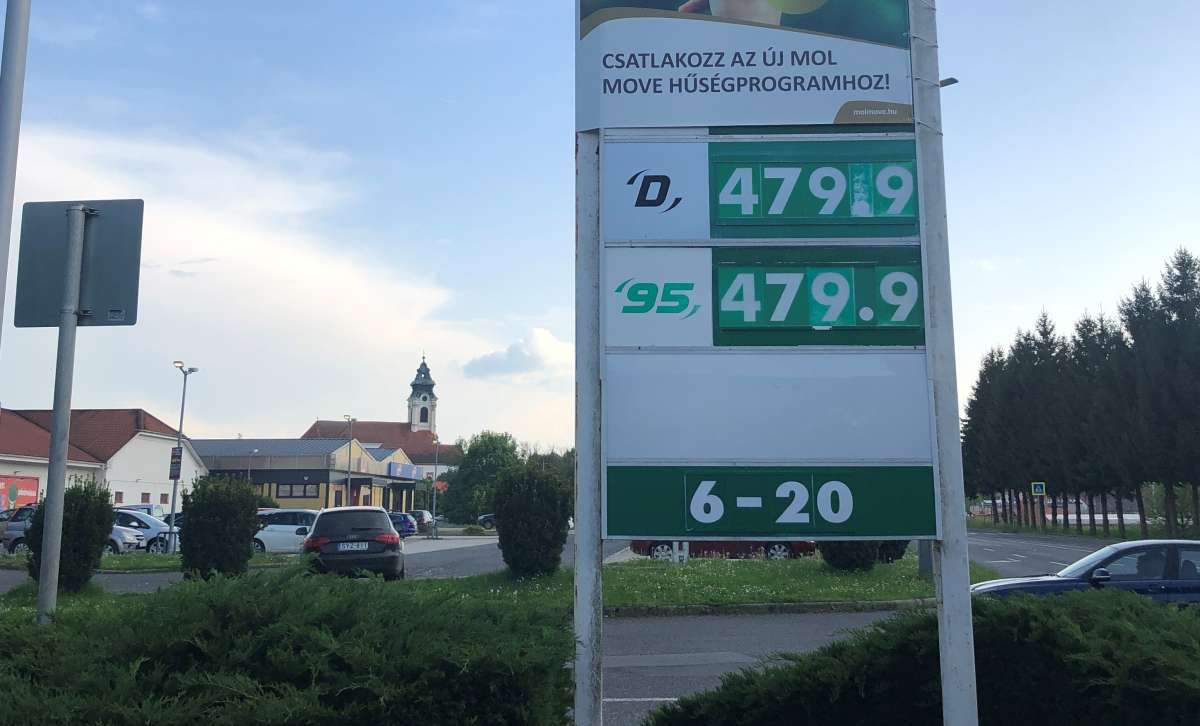 CSATLAKOZZ AZ ÚJ MOL
MOVE HŰSÉGPROGRAMHOZ!
molmove.hu
D 479.9
95 479.9
6-20